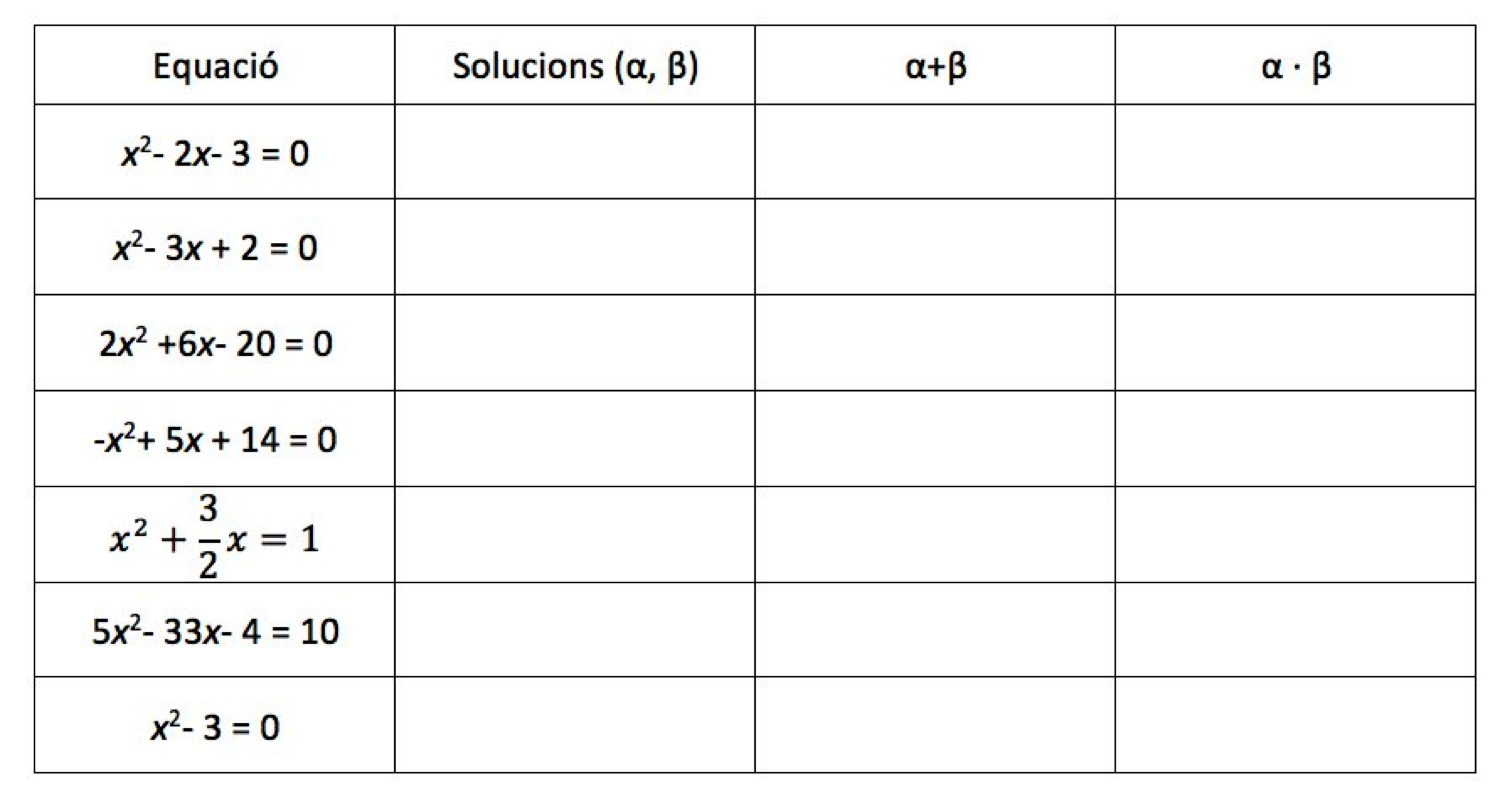 Equació Solucions (α, β) α+β α · β
x²- 2x- 3 = 0
x²- 3x + 2 = 0
2x² +6x- 20 = 0
-x²+ 5x + 14 = 0
x² + 3/2 x = 1
5x²- 33x- 4 = 10
x²- 3 = 0